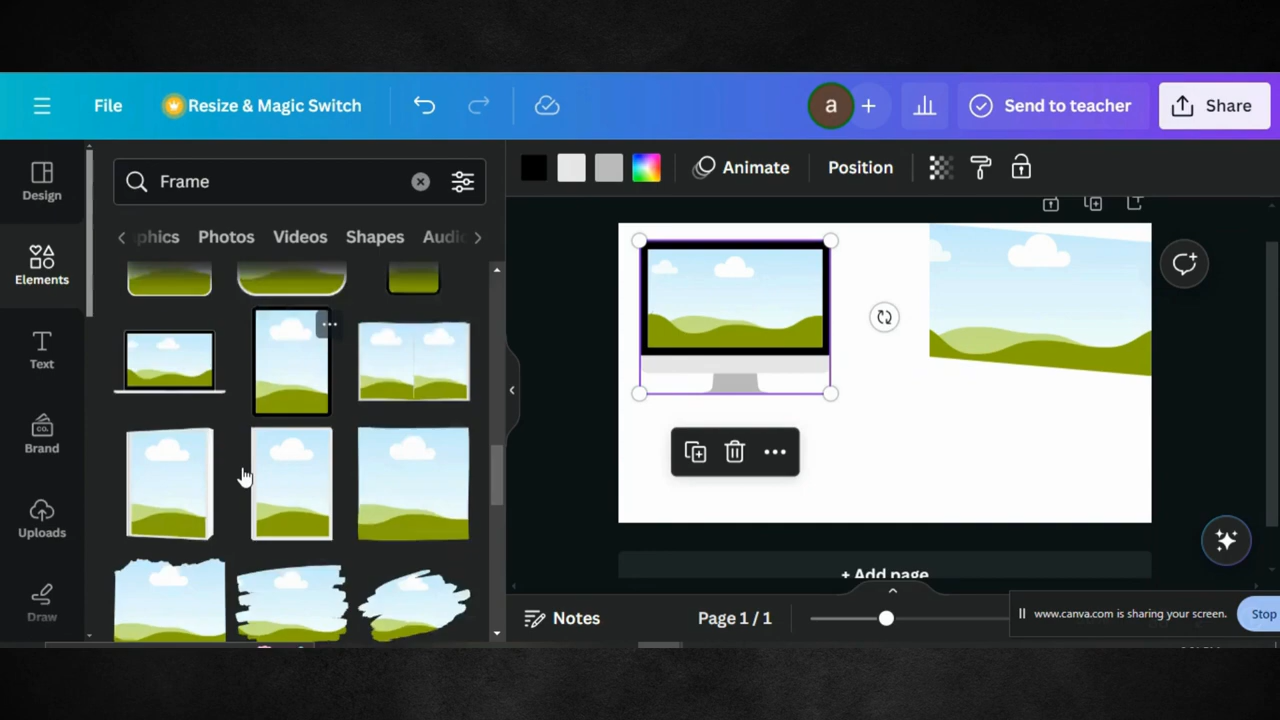 File
Resize & Magic Switch
a
Send to teacher
Share
Design
Elements
Text
Brand
Uploads
Draw
Frame
phics
Photos
Videos
Shapes
Audi
Animate
Position
+ Add page
Notes
Page 1 / 1
www.canva.com is sharing your screen.
Stop